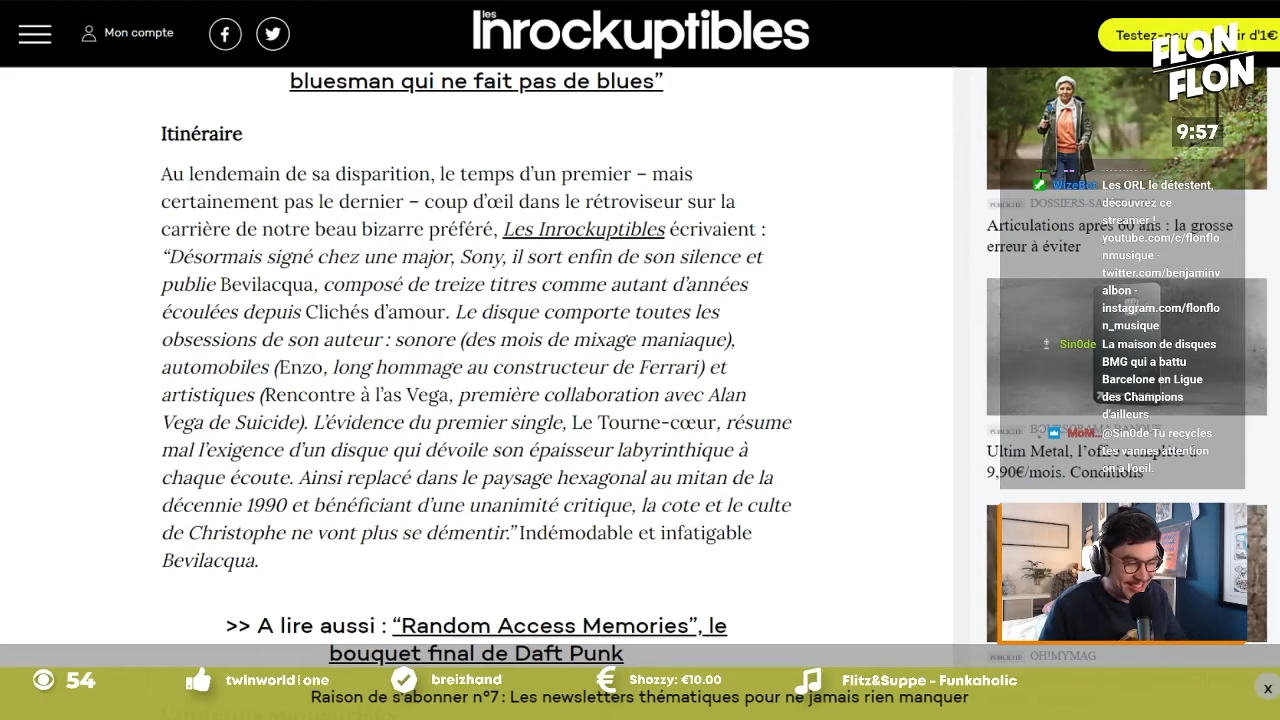 Mon compte
les
Inrockuptibles
FLON
FLON
9:57
bluesman qui ne fait pas de blues”
Itinéraire
Au lendemain de sa disparition, le temps d’un premier – mais
certainement pas le dernier – coup d’œil dans le rétroviseur sur la
carrière de notre beau bizarre préféré, Les Inrockuptibles écrivaient :
“Désormais signé chez une major, Sony, il sort enfin de son silence et
publie Bevilacqua, composé de treize titres comme autant d’années
écoulées depuis Clichés d’amour. Le disque comporte toutes les
obsessions de son auteur : sonore (des mois de mixage maniaque),
automobiles (Enzo, long hommage au constructeur de Ferrari) et
artistiques (Rencontre à l’as Vega, première collaboration avec Alan
Vega de Suicide). L’évidence du premier single, Le Tourne-cœur, résume
mal l’exigence d’un disque qui dévoile son épaisseur labyrinthique à
chaque écoute. Ainsi replacé dans le paysage hexagonal au mitan de la
décennie 1990 et bénéficiant d’une unanimité critique, la cote et le culte
de Christophe ne vont plus se démentir.” Indémodable et infatigable
Bevilacqua.
>> A lire aussi : “Random Access Memories”, le
bouquet final de Daft Punk
Les ORL le détestent,
découvrez ce
streamer !
youtube.com/c/flonflo
nmusique -
twitter.com/benjaminv
albon -
instagram.com/flonflo
n_musique
Sin0de La maison de disques
BMG qui a battu
Barcelone en Ligue
des Champions
d’ailleurs
MoM... @Sin0de Tu recycles
tes vannes attention
on a l’oeil.
Articulations après 60 ans : la grosse
erreur à éviter
Ultim Metal, l’offre
9,90€/mois. Conditions
PUBLICITÉ OH!MYMAG
54 twinworld1one breizhand Shozzy: €10.00 Flitz&Suppe - Funkaholic
Raison de s’abonner n°7 : Les newsletters thématiques pour ne jamais rien manquer
x